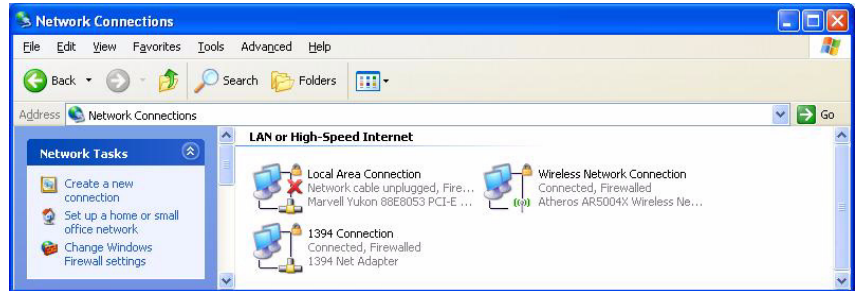 Network Connections
File Edit View Favorites Tools Advanced Help
Back Search Folders
Address Network Connections Go
Network Tasks
Create a new
connection
Set up a home or small
office network
Change Windows
Firewall settings
LAN or High-Speed Internet
Local Area Connection
Network cable unplugged, Fire...
Marvell Yukon 88E8053 PCI-E ...
Wireless Network Connection
Connected, Firewalled
Atheros AR5004X Wireless Ne...
1394 Connection
Connected, Firewalled
1394 Net Adapter